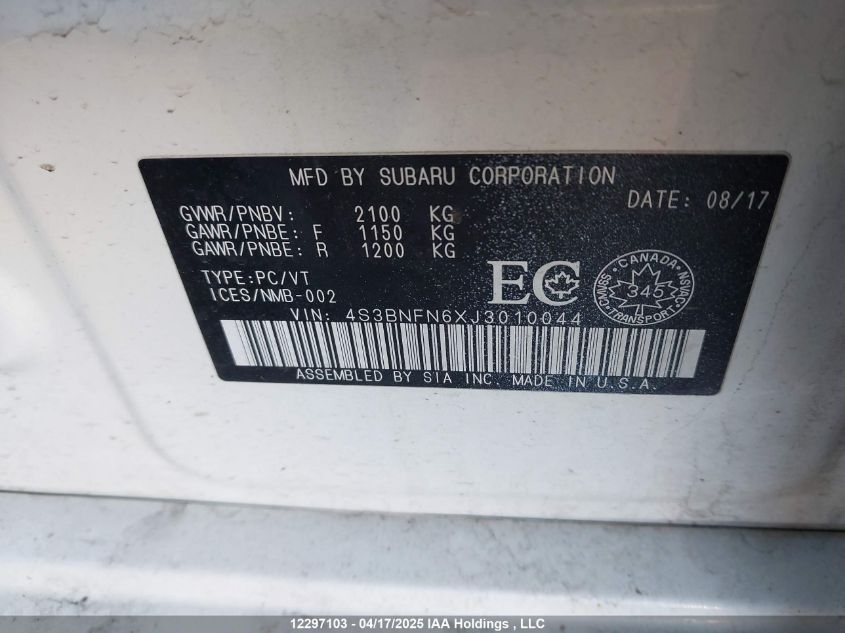 MFD BY SUBARU CORPORATION
DATE: 08/17
GVWR/PNBV: 2100 KG
GAWR/PNBE: F 1150 KG
GAWR/PNBE: R 1200 KG
TYPE:PC/VT
ICES/NMB-002
EC
CANADA
345
SNMVC
TRANSPORT
NSVAC
VIN: 4S3BNFN6XJ3010044
ASSEMBLED BY SIA INC. MADE IN U.S.A.
12297103 - 04/17/2025 IAA Holdings , LLC